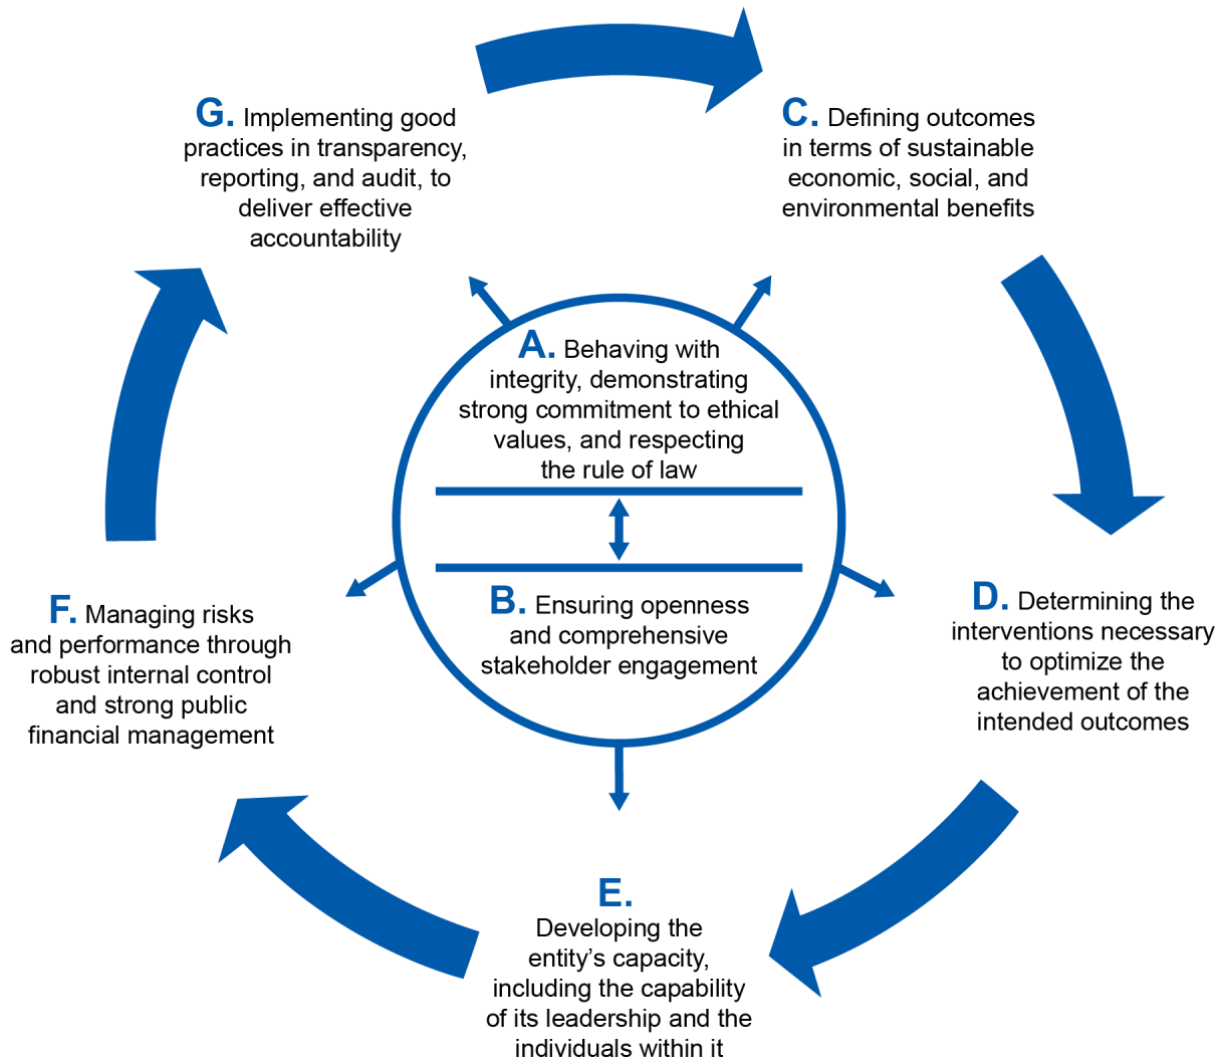 G. Implementing good
practices in transparency,
reporting, and audit, to
deliver effective
accountability
C. Defining outcomes
in terms of sustainable
economic, social, and
environmental benefits
A. Behaving with
integrity, demonstrating
strong commitment to ethical
values, and respecting
the rule of law
B. Ensuring openness
and comprehensive
stakeholder engagement
F. Managing risks
and performance through
robust internal control
and strong public
financial management
D. Determining the
interventions necessary
to optimize the
achievement of the
intended outcomes
E.
Developing the
entity’s capacity,
including the capability
of its leadership and the
individuals within it